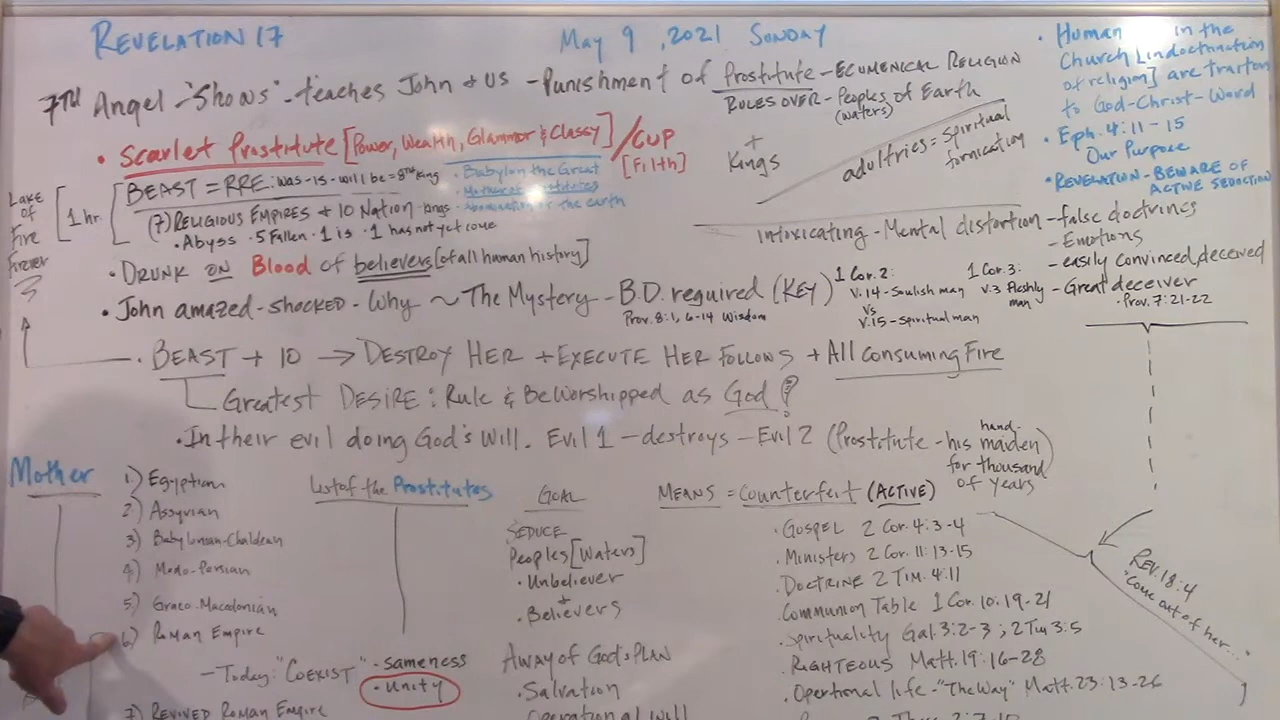 REVELATION 17
May 9, 2021 SUNDAY
7TH Angel - "Shows" - teaches John + US - Punishment of Prostitute - ECUMENICAL RELIGION
RULES OVER - Peoples of Earth
(waters)
+
Kings
adultries = Spiritual
fornication
• Human in the
Church [indoctrination
of religion] are traitors
to God-Christ-Word
• Eph. 4:11-15
Our Purpose
• REVELATION - BEWARE OF
ACTIVE SEDUCTION
• Scarlet Prostitute [Power, Wealth, Glammor & Classy] / CUP
[Filth]
Lake
of
Fire
Forever
1 hr.
BEAST = RRE: was-is-will be = 8TH King
• Babylon the Great
• Mother of Prostitutes
• Abomination of the earth
(7) RELIGIOUS EMPIRES + 10 Nation kings
• Abyss • 5 Fallen • 1 is • 1 has not yet come
intoxicating - Mental distortion - false doctrines
- Emotions
- easily convinced, deceived
- Great deceiver
• Prov. 7:21-22
• DRUNK ON Blood of believers [of all human history]
• John amazed-shocked - Why ~ The Mystery - B.D. required (KEY)
Prov. 8:1, 6-14 Wisdom
1 Cor. 2:
V.14 - Soulish man
vs
V.15 - Spiritual man
1 Cor. 3:
v.3 Fleshly
man
• BEAST + 10 → DESTROY HER + EXECUTE HER FOLLOWS + All Consuming Fire
Greatest DESIRE: Rule & Be Worshipped as God?
• In their evil doing God's Will. Evil 1 - destroys - Evil 2 (Prostitute - his hand-
maiden)
for thousand
of years
Mother
1) Egyptian
2) Assyrian
3) Babylonian-Chaldean
4) Medo-Persian
5) Graco-Macedonian
6) Roman Empire
- Today: "COEXIST" • sameness
• Unity
7) REVIVED ROMAN EMPIRE
List of the Prostitutes
GOAL
SEDUCE
Peoples [Waters]
• Unbeliever
+
• Believers
AWAY of GOD'S PLAN
• Salvation
Operational Will
MEANS = Counterfeit (ACTIVE)
• GOSPEL 2 Cor. 4:3-4
• Ministers 2 Cor. 11:13-15
• DOCTRINE 2 TIM. 4:11
• Communion Table 1 Cor. 10:19-21
• Spirituality Gal. 3:2-3; 2 Tim 3:5
• RIGHTEOUS Matt. 19:16-28
• Opertional life - "The Way" Matt. 23:13-26
Rev. 18:4
"Come out of her...